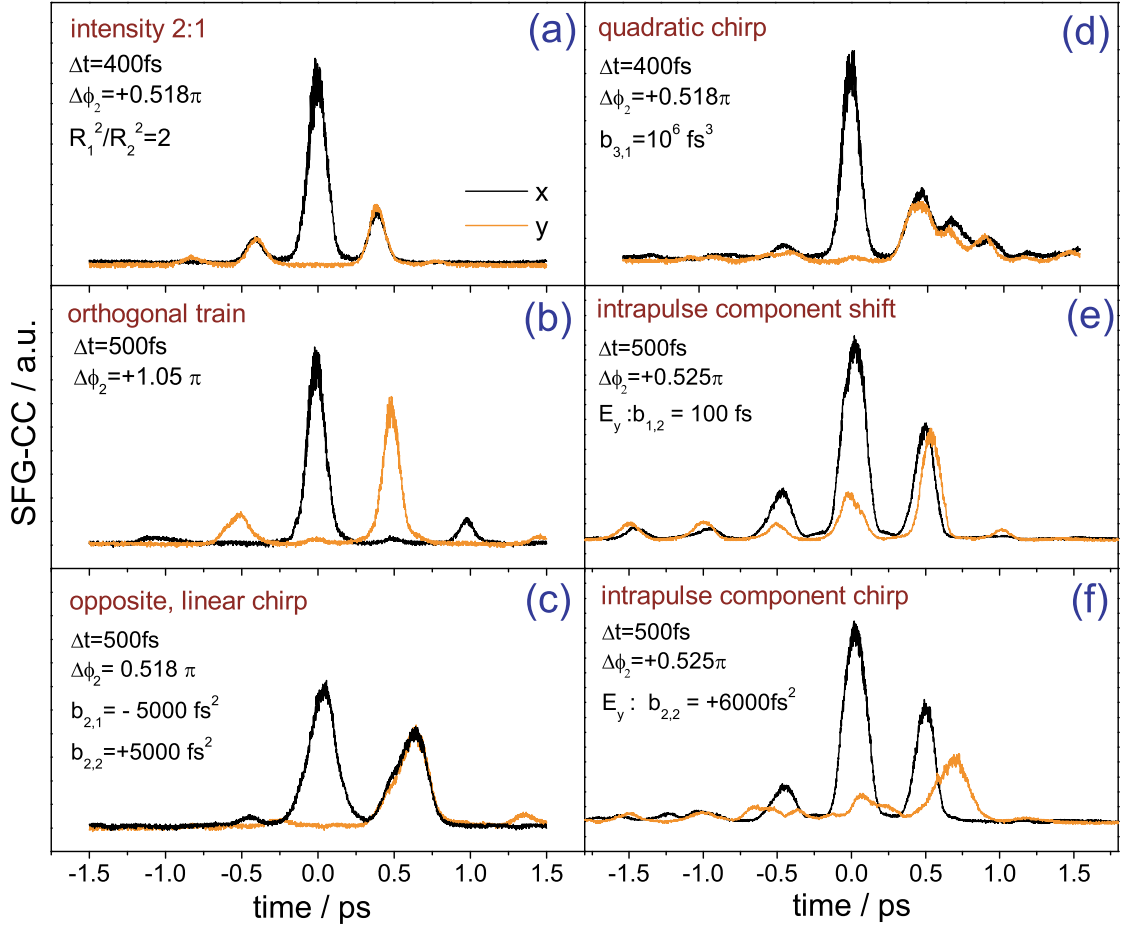 SFG-CC / a.u.
intensity 2:1
(a)
Δt=400fs
Δϕ₂=+0.518π
R₁²/R₂²=2
x
y
orthogonal train
(b)
Δt=500fs
Δϕ₂=+1.05 π
opposite, linear chirp
(c)
Δt=500fs
Δϕ₂= 0.518 π
b₂,₁= - 5000 fs²
b₂,₂=+5000 fs²
-1.5 -1.0 -0.5 0.0 0.5 1.0 1.5
time / ps
quadratic chirp
(d)
Δt=400fs
Δϕ₂=+0.518π
b₃,₁=10⁶ fs³
intrapulse component shift
(e)
Δt=500fs
Δϕ₂=+0.525π
E_y :b₁,₂ = 100 fs
intrapulse component chirp
(f)
Δt=500fs
Δϕ₂=+0.525π
E_y : b₂,₂ = +6000fs²
-1.5 -1.0 -0.5 0.0 0.5 1.0 1.5
time / ps